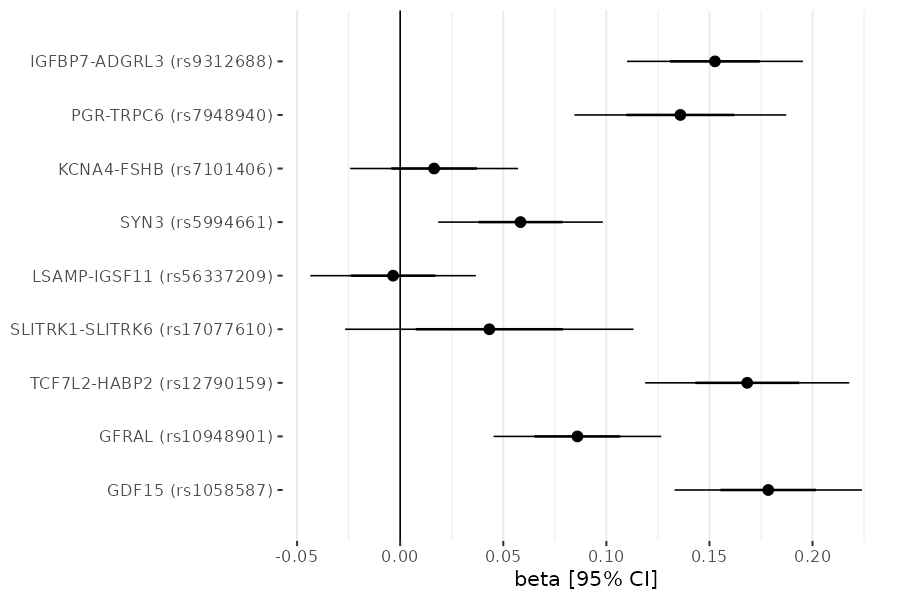 IGFBP7-ADGRL3 (rs9312688)
PGR-TRPC6 (rs7948940)
KCNA4-FSHB (rs7101406)
SYN3 (rs5994661)
LSAMP-IGSF11 (rs56337209)
SLITRK1-SLITRK6 (rs17077610)
TCF7L2-HABP2 (rs12790159)
GFRAL (rs10948901)
GDF15 (rs1058587)
-0.05 0.00 0.05 0.10 0.15 0.20
beta [95% CI]